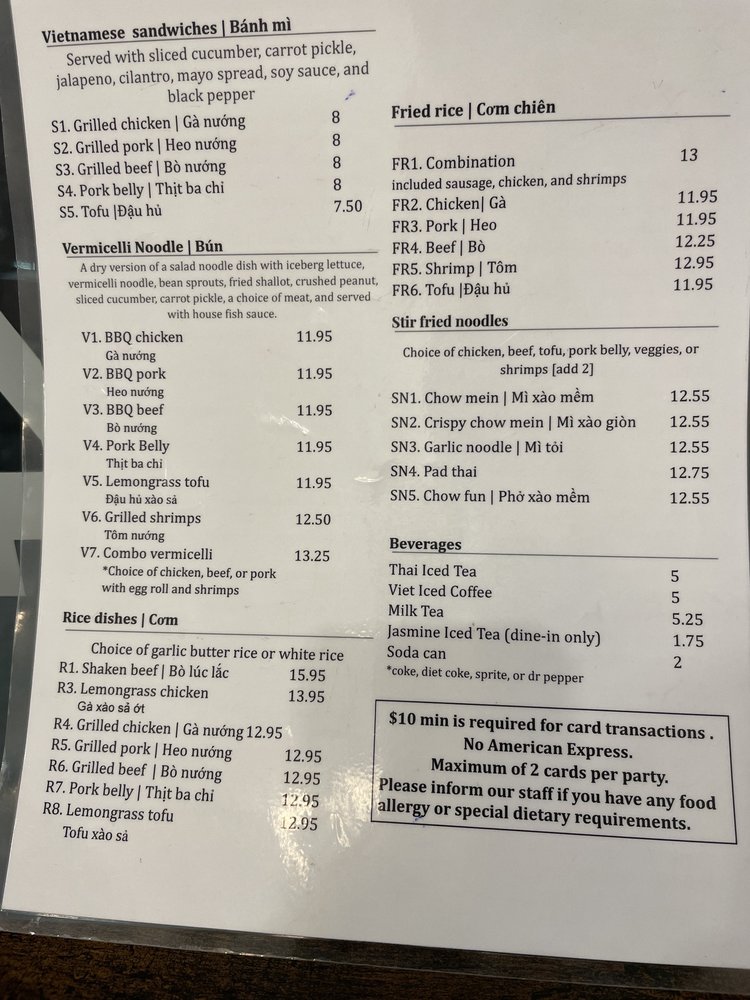 Vietnamese sandwiches | Bánh mì
Served with sliced cucumber, carrot pickle,
jalapeno, cilantro, mayo spread, soy sauce, and
black pepper
S1. Grilled chicken | Gà nướng 8
S2. Grilled pork | Heo nướng 8
S3. Grilled beef | Bò nướng 8
S4. Pork belly | Thịt ba chỉ 8
S5. Tofu |Đậu hủ 7.50
Vermicelli Noodle | Bún
A dry version of a salad noodle dish with iceberg lettuce,
vermicelli noodle, bean sprouts, fried shallot, crushed peanut,
sliced cucumber, carrot pickle, a choice of meat, and served
with house fish sauce.
V1. BBQ chicken 11.95
Gà nướng
V2. BBQ pork 11.95
Heo nướng
V3. BBQ beef 11.95
Bò nướng
V4. Pork Belly 11.95
Thịt ba chỉ
V5. Lemongrass tofu 11.95
Đậu hủ xào sả
V6. Grilled shrimps 12.50
Tôm nướng
V7. Combo vermicelli 13.25
*Choice of chicken, beef, or pork
with egg roll and shrimps
Rice dishes | Cơm
Choice of garlic butter rice or white rice
R1. Shaken beef | Bò lúc lắc 15.95
R3. Lemongrass chicken 13.95
Gà xào sả ớt
R4. Grilled chicken | Gà nướng 12.95
R5. Grilled pork | Heo nướng 12.95
R6. Grilled beef | Bò nướng 12.95
R7. Pork belly | Thịt ba chỉ 12.95
R8. Lemongrass tofu 12.95
Tofu xào sả
Fried rice | Cơm chiên
FR1. Combination 13
included sausage, chicken, and shrimps
FR2. Chicken| Gà 11.95
FR3. Pork | Heo 11.95
FR4. Beef | Bò 12.25
FR5. Shrimp | Tôm 12.95
FR6. Tofu |Đậu hủ 11.95
Stir fried noodles
Choice of chicken, beef, tofu, pork belly, veggies, or
shrimps [add 2]
SN1. Chow mein | Mì xào mềm 12.55
SN2. Crispy chow mein | Mì xào giòn 12.55
SN3. Garlic noodle | Mì tỏi 12.55
SN4. Pad thai 12.75
SN5. Chow fun | Phở xào mềm 12.55
Beverages
Thai Iced Tea 5
Viet Iced Coffee 5
Milk Tea 5.25
Jasmine Iced Tea (dine-in only) 1.75
Soda can 2
*coke, diet coke, sprite, or dr pepper
$10 min is required for card transactions .
No American Express.
Maximum of 2 cards per party.
Please inform our staff if you have any food
allergy or special dietary requirements.